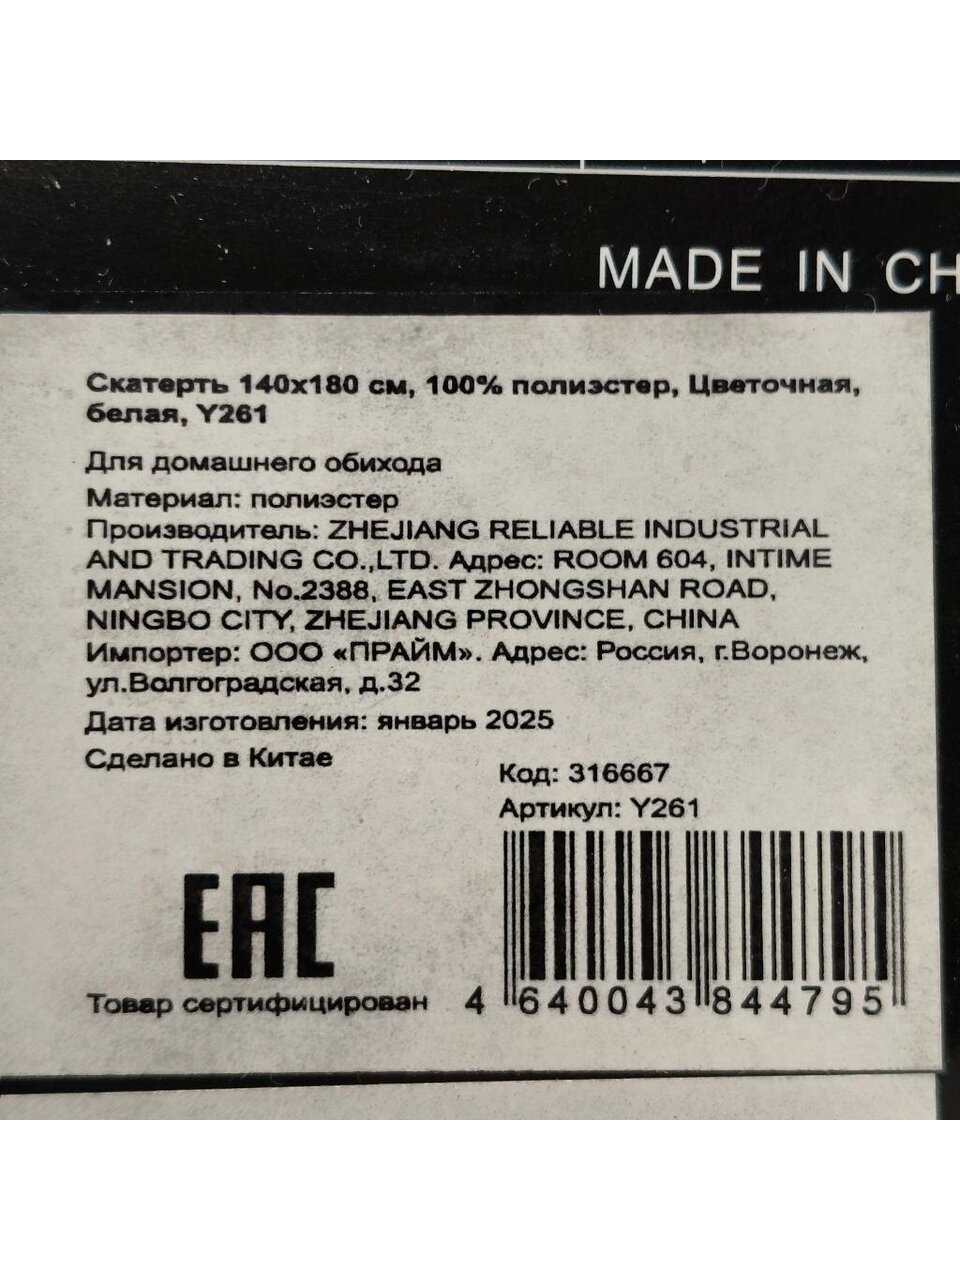 MADE IN CH
Скатерть 140x180 см, 100% полиэстер, Цветочная,
белая, Y261
Для домашнего обихода
Материал: полиэстер
Производитель: ZHEJIANG RELIABLE INDUSTRIAL
AND TRADING CO.,LTD. Адрес: ROOM 604, INTIME
MANSION, No.2388, EAST ZHONGSHAN ROAD,
NINGBO CITY, ZHEJIANG PROVINCE, CHINA
Импортер: ООО «ПРАЙМ». Адрес: Россия, г.Воронеж,
ул.Волгоградская, д.32
Дата изготовления: январь 2025
Сделано в Китае
Код: 316667
Артикул: Y261
EAC
Товар сертифицирован
4 640043 844795